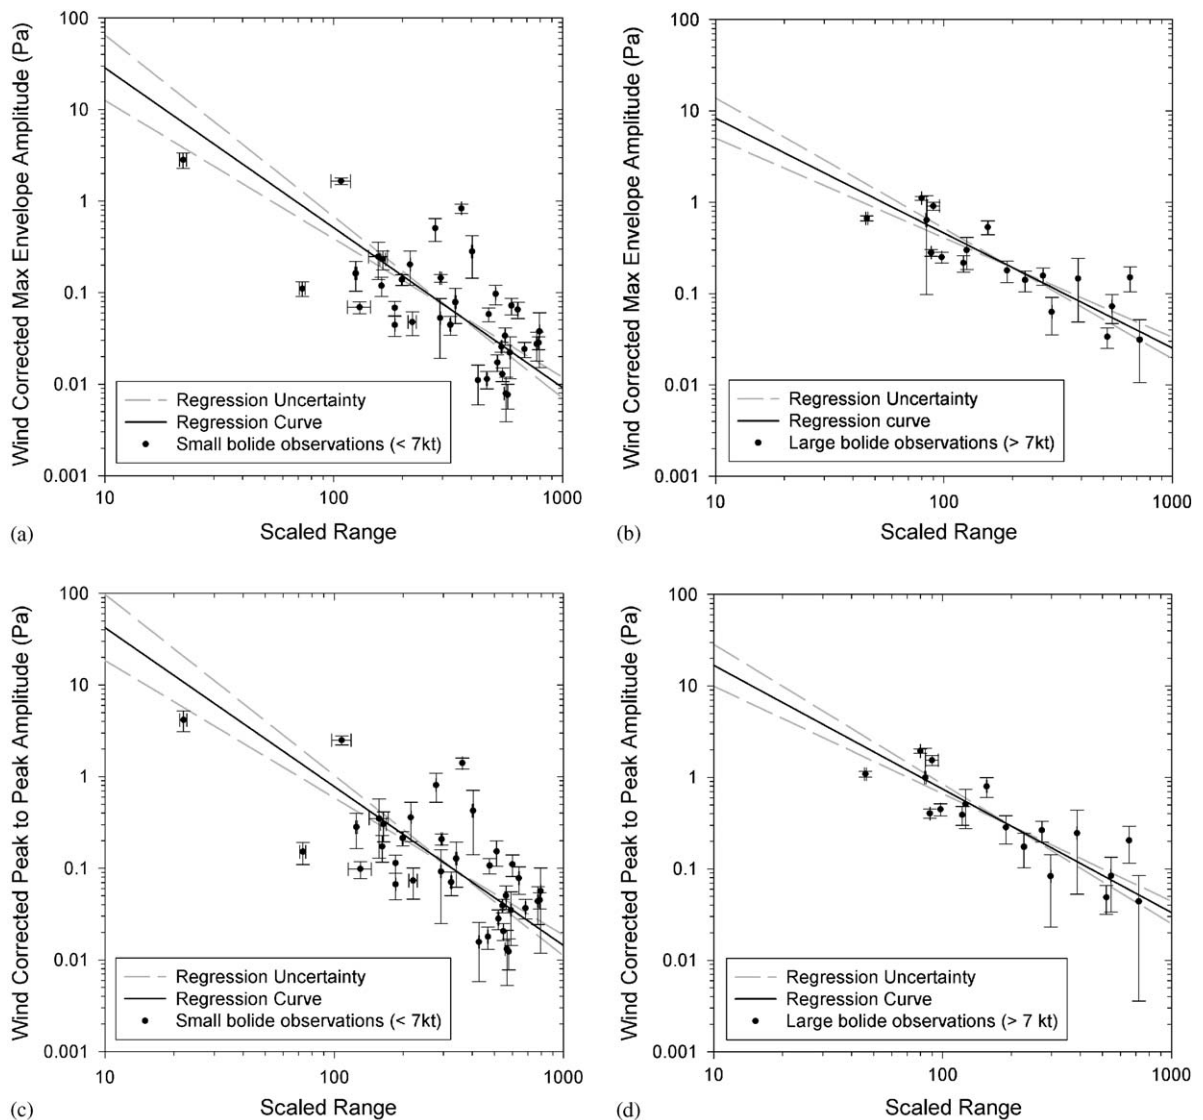 Wind Corrected Max Envelope Amplitude (Pa)
100
10
1
0.1
0.01
0.001
Regression Uncertainty
Regression Curve
Small bolide observations (< 7kt)
10
100
1000
Scaled Range
(a)
Wind Corrected Max Envelope Amplitude (Pa)
100
10
1
0.1
0.01
0.001
Regression Uncertainty
Regression curve
Large bolide observations (> 7kt)
10
100
1000
Scaled Range
(b)
Wind Corrected Peak to Peak Amplitude (Pa)
100
10
1
0.1
0.01
0.001
Regression Uncertainty
Regression Curve
Small bolide observations (< 7kt)
10
100
1000
Scaled Range
(c)
Wind Corrected Peak to Peak Amplitude (Pa)
100
10
1
0.1
0.01
0.001
Regression Uncertainty
Regression Curve
Large bolide observations (> 7 kt)
10
100
1000
Scaled Range
(d)